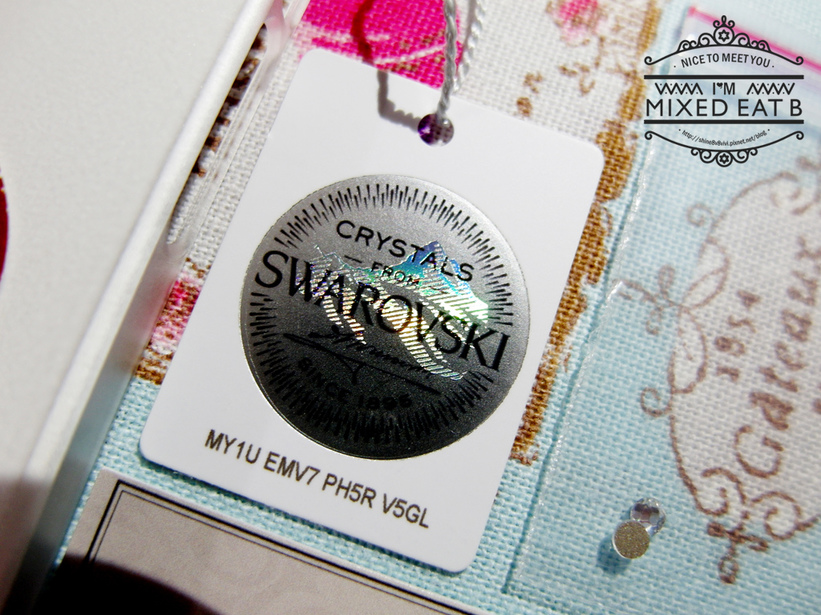 · NICE TO MEET YOU ·
I'M
MIXED EAT B
CRYSTALS
— FROM —
SWAROVSKI
SINCE 1895
MY1U EMV7 PH5R V5GL
1954
Gateaux